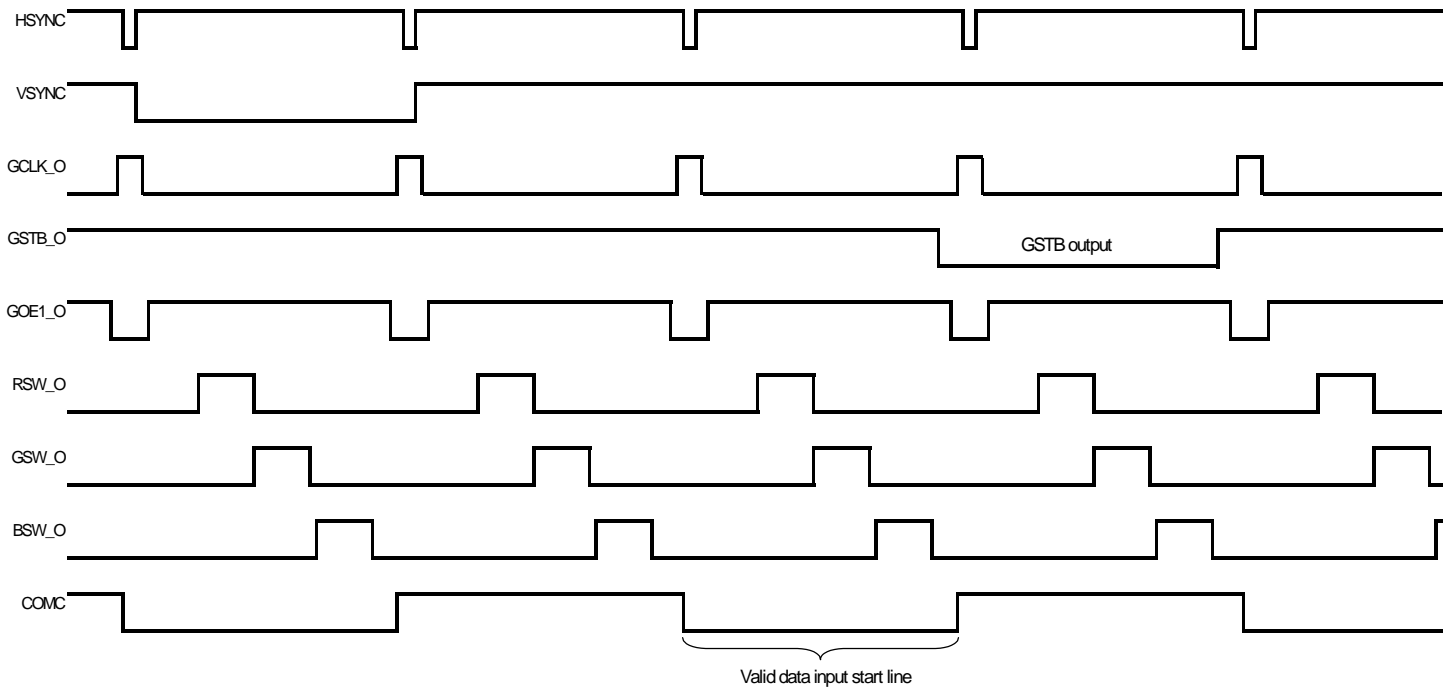 HSYNC
VSYNC
GCLK_O
GSTB_O
GSTB output
GOE1_O
RSW_O
GSW_O
BSW_O
COMC
Valid data input start line